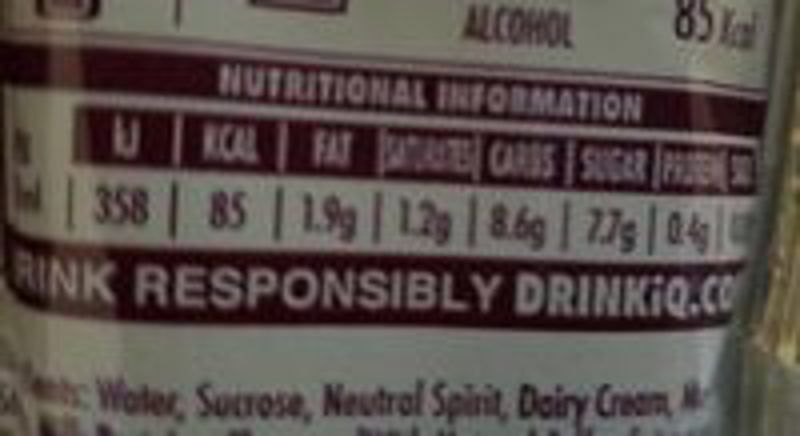 ALCOHOL 85 Kcal
NUTRITIONAL INFORMATION
kJ KCAL FAT SATURATES CARBS SUGAR PROTEIN
358 85 1.9g 1.2g 8.6g 7.7g 0.4g
RINK RESPONSIBLY DRINKiQ.CO
Water, Sucrose, Neutral Spirit, Dairy Cream,